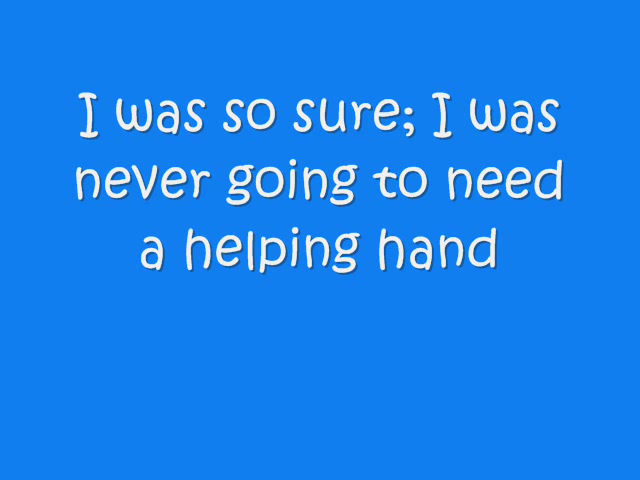 I was so sure; I was
never going to need
a helping hand